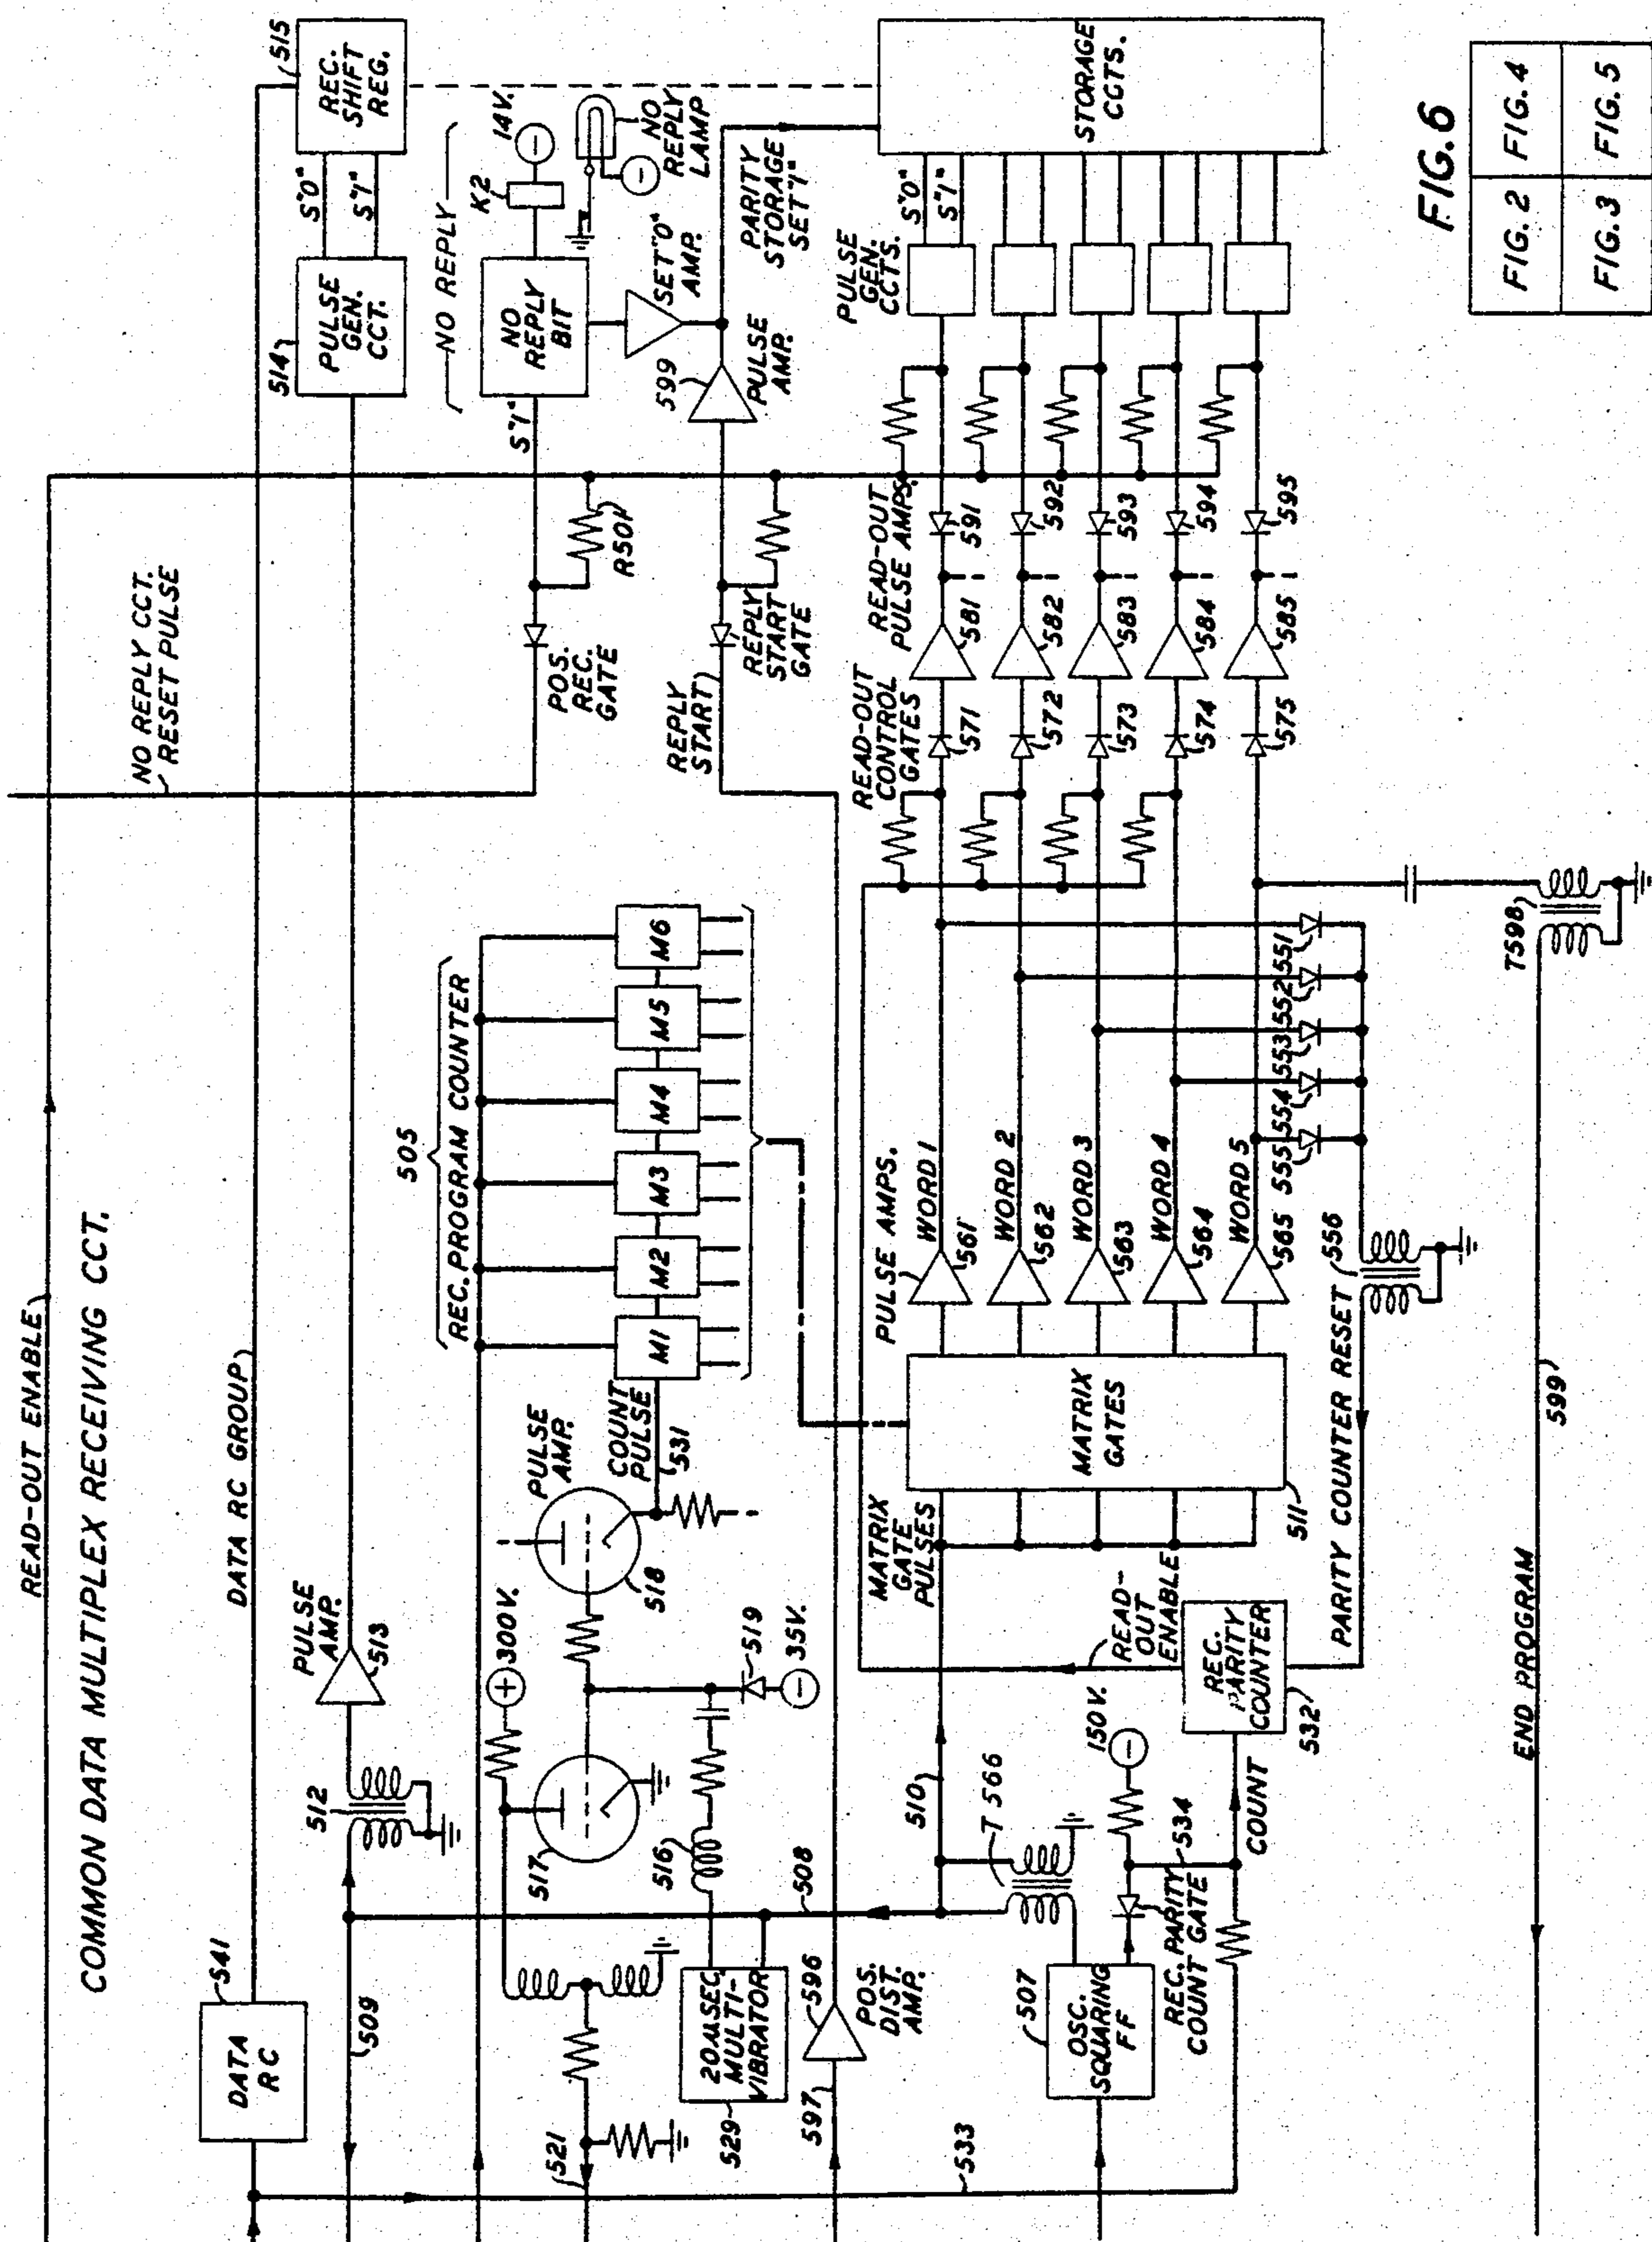 READ-OUT ENABLE
COMMON DATA MULTIPLEX RECEIVING CCT.
NO REPLY CCT.
RESET PULSE
541
DATA
RC
DATA RC GROUP
515
REC.
SHIFT
REG.
509
512
PULSE
AMP.
513
514
PULSE
GEN.
CCT.
S"0"
S"1"
505
REC. PROGRAM COUNTER
M1
M2
M3
M4
M5
M6
NO REPLY
S"1"
NO
REPLY
BIT
K2
14V.
NO
REPLY
LAMP
POS.
REC.
GATE
R501
SET"0"
AMP.
521
517
300V.
PULSE
AMP.
518
COUNT
PULSE
531
516
519
35V.
529
20µSEC.
MULTI-
VIBRATOR
508
597
596
POS.
DIST.
AMP.
REPLY
START
REPLY
START
GATE
599
PULSE
AMP.
PARITY
STORAGE
SET"1"
533
507
OSC.
SQUARING
FF
T 566
510
REC. PARITY
COUNT GATE
534
150V.
COUNT
532
REC.
PARITY
COUNTER
READ-
OUT
ENABLE
MATRIX
GATE
PULSES
MATRIX
GATES
511
PULSE AMPS.
WORD 1
561
WORD 2
562
WORD 3
563
WORD 4
564
WORD 5
565
555
554
553
552
551
556
PARITY COUNTER RESET
READ-OUT
CONTROL
GATES
571
572
573
574
575
READ-OUT
PULSE AMPS.
581
582
583
584
585
591
592
593
594
595
PULSE
GEN.
CCTS.
S"0"
S"1"
STORAGE
CCTS.
T598
END PROGRAM
599
FIG.6
FIG. 2
FIG. 4
FIG. 3
FIG. 5